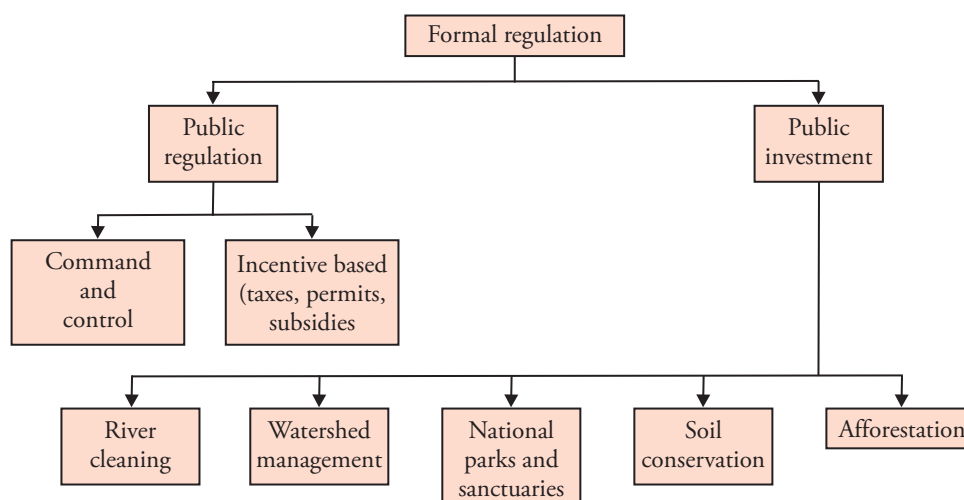 Formal regulation
Public
regulation
Public
investment
Command
and
control
Incentive based
(taxes, permits,
subsidies
River
cleaning
Watershed
management
National
parks and
sanctuaries
Soil
conservation
Afforestation